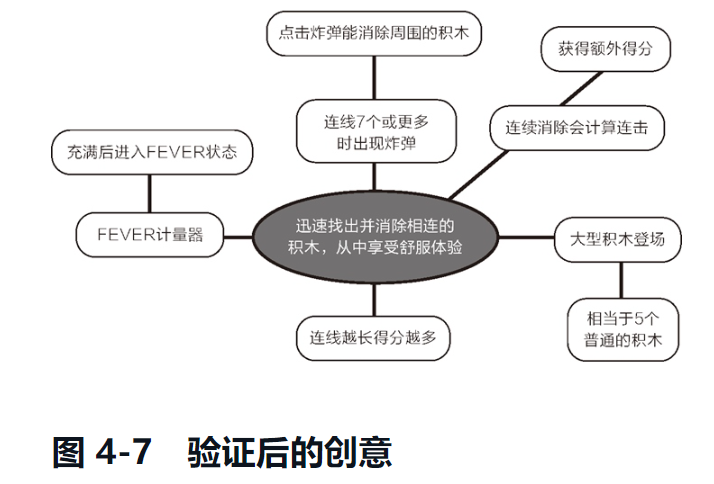 点击炸弹能消除周围的积木
获得额外得分
连线7个或更多
时出现炸弹
连续消除会计算连击
充满后进入FEVER状态
FEVER计量器
迅速找出并消除相连的
积木，从中享受舒服体验
大型积木登场
连线越长得分越多
相当于5个
普通的积木
图 4-7 验证后的创意